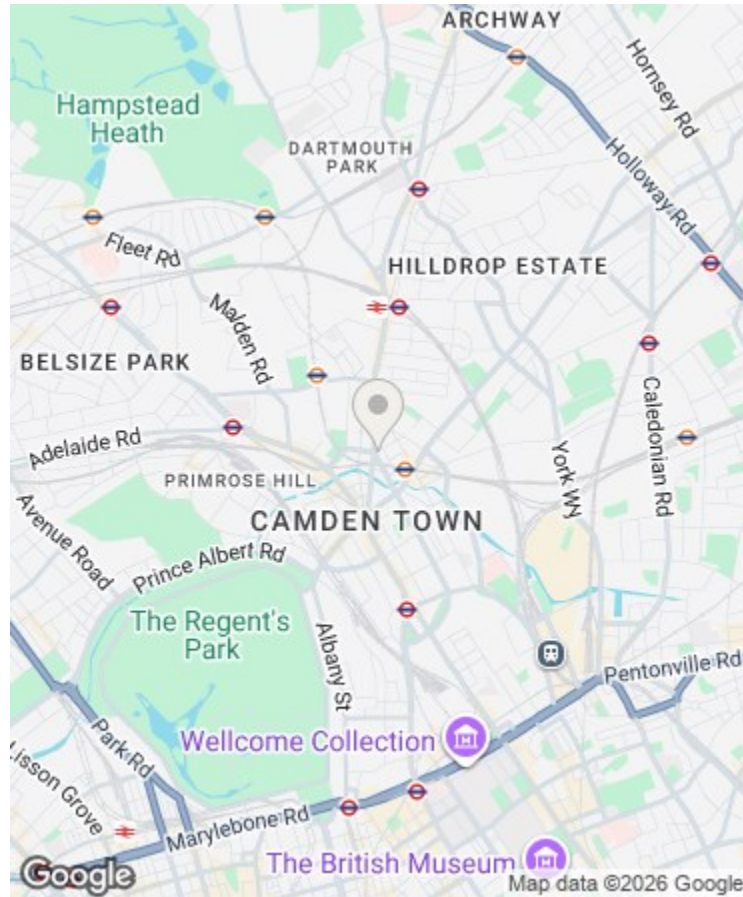 ARCHWAY
Hornsey Rd
Hampstead
Heath
DARTMOUTH
PARK
Holloway Rd
Fleet Rd
HILLDROP ESTATE
Malden Rd
BELSIZE PARK
Caledonian Rd
Adelaide Rd
York Wy
PRIMROSE HILL
Avenue Road
CAMDEN TOWN
Prince Albert Rd
The Regent's
Park
Albany St
Pentonville Rd
Park Rd
Wellcome Collection
Lisson Grove
Marylebone Rd
The British Museum
Google
Map data ©2026 Google